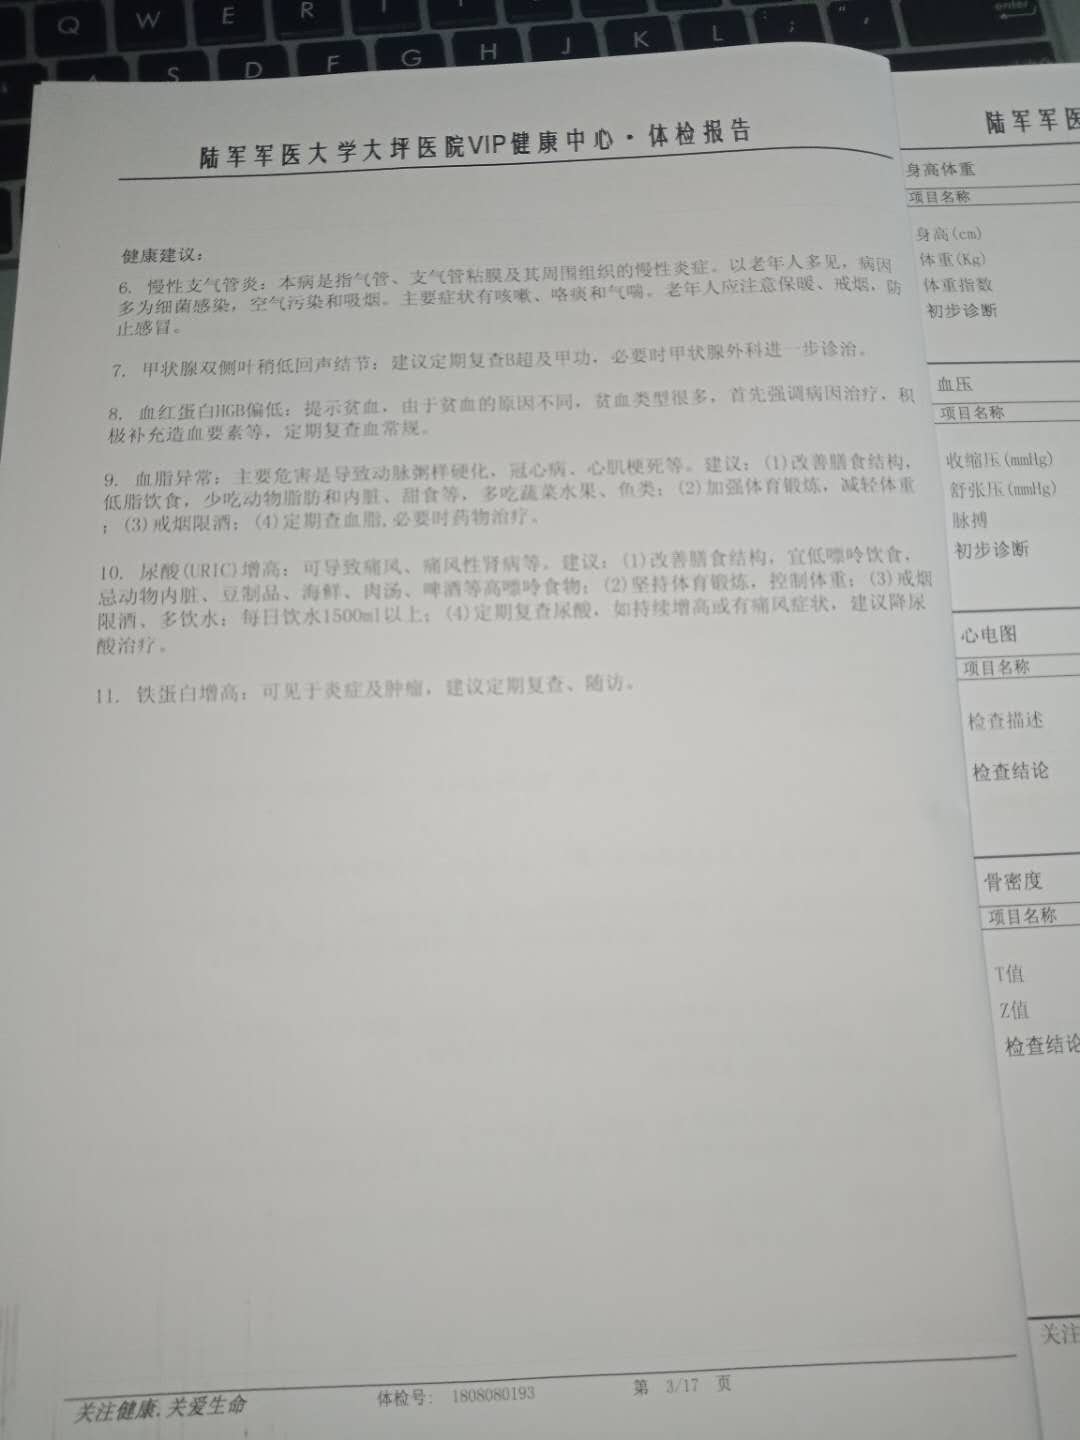 Q W E R T
A S D F G H J K L : ; " ' enter
陆军军医大学大坪医院VIP健康中心·体检报告
健康建议:
6. 慢性支气管炎: 本病是指气管、支气管粘膜及其周围组织的慢性炎症。以老年人多见, 病因
多为细菌感染, 空气污染和吸烟。主要症状有咳嗽、咯痰和气喘。老年人应注意保暖、戒烟, 防
止感冒。
7. 甲状腺双侧叶稍低回声结节: 建议定期复查B超及甲功, 必要时甲状腺外科进一步诊治。
8. 血红蛋白HGB偏低: 提示贫血, 由于贫血的原因不同, 贫血类型很多, 首先强调病因治疗, 积
极补充造血要素等, 定期复查血常规。
9. 血脂异常: 主要危害是导致动脉粥样硬化, 冠心病、心肌梗死等。建议: (1)改善膳食结构,
低脂饮食, 少吃动物脂肪和内脏、甜食等, 多吃蔬菜水果、鱼类; (2)加强体育锻炼, 减轻体重
; (3)戒烟限酒; (4)定期查血脂,必要时药物治疗。
10. 尿酸(URIC)增高: 可导致痛风、痛风性肾病等。建议: (1)改善膳食结构, 宜低嘌呤饮食,
忌动物内脏、豆制品、海鲜、肉汤、啤酒等高嘌呤食物; (2)坚持体育锻炼, 控制体重; (3)戒烟
限酒、多饮水: 每日饮水1500ml以上; (4)定期复查尿酸, 如持续增高或有痛风症状, 建议降尿
酸治疗。
11. 铁蛋白增高: 可见于炎症及肿瘤, 建议定期复查、随访。
关注健康.关爱生命
体检号: 1808080193
第 3/17 页
陆军军医
身高体重
项目名称
身高(cm)
体重(Kg)
体重指数
初步诊断
血压
项目名称
收缩压(mmHg)
舒张压(mmHg)
脉搏
初步诊断
心电图
项目名称
检查描述
检查结论
骨密度
项目名称
T值
Z值
检查结论
关注